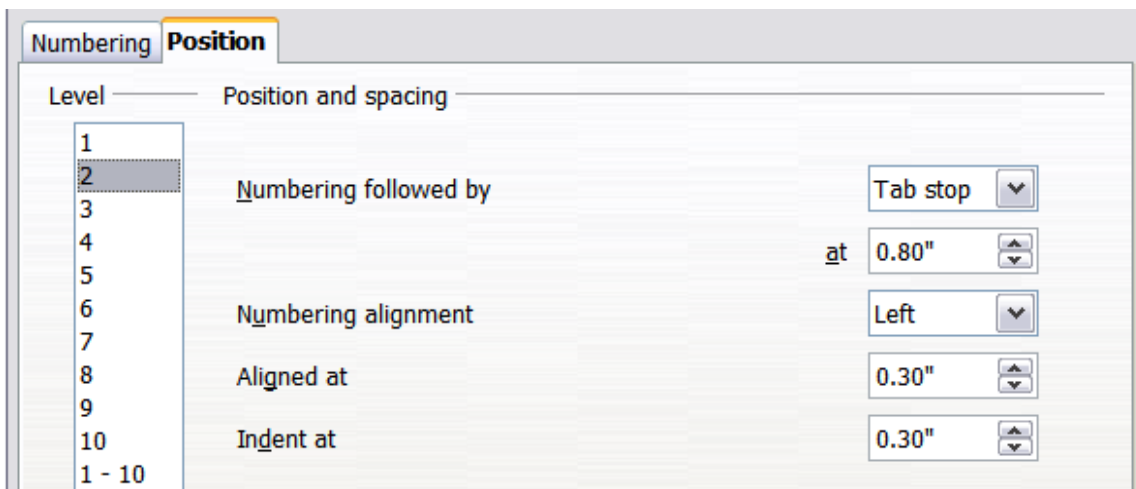 Numbering Position
Level Position and spacing
1
2
Numbering followed by Tab stop
3
4
at 0.80"
5
6
Numbering alignment Left
7
8
Aligned at 0.30"
9
10
Indent at 0.30"
1 - 10